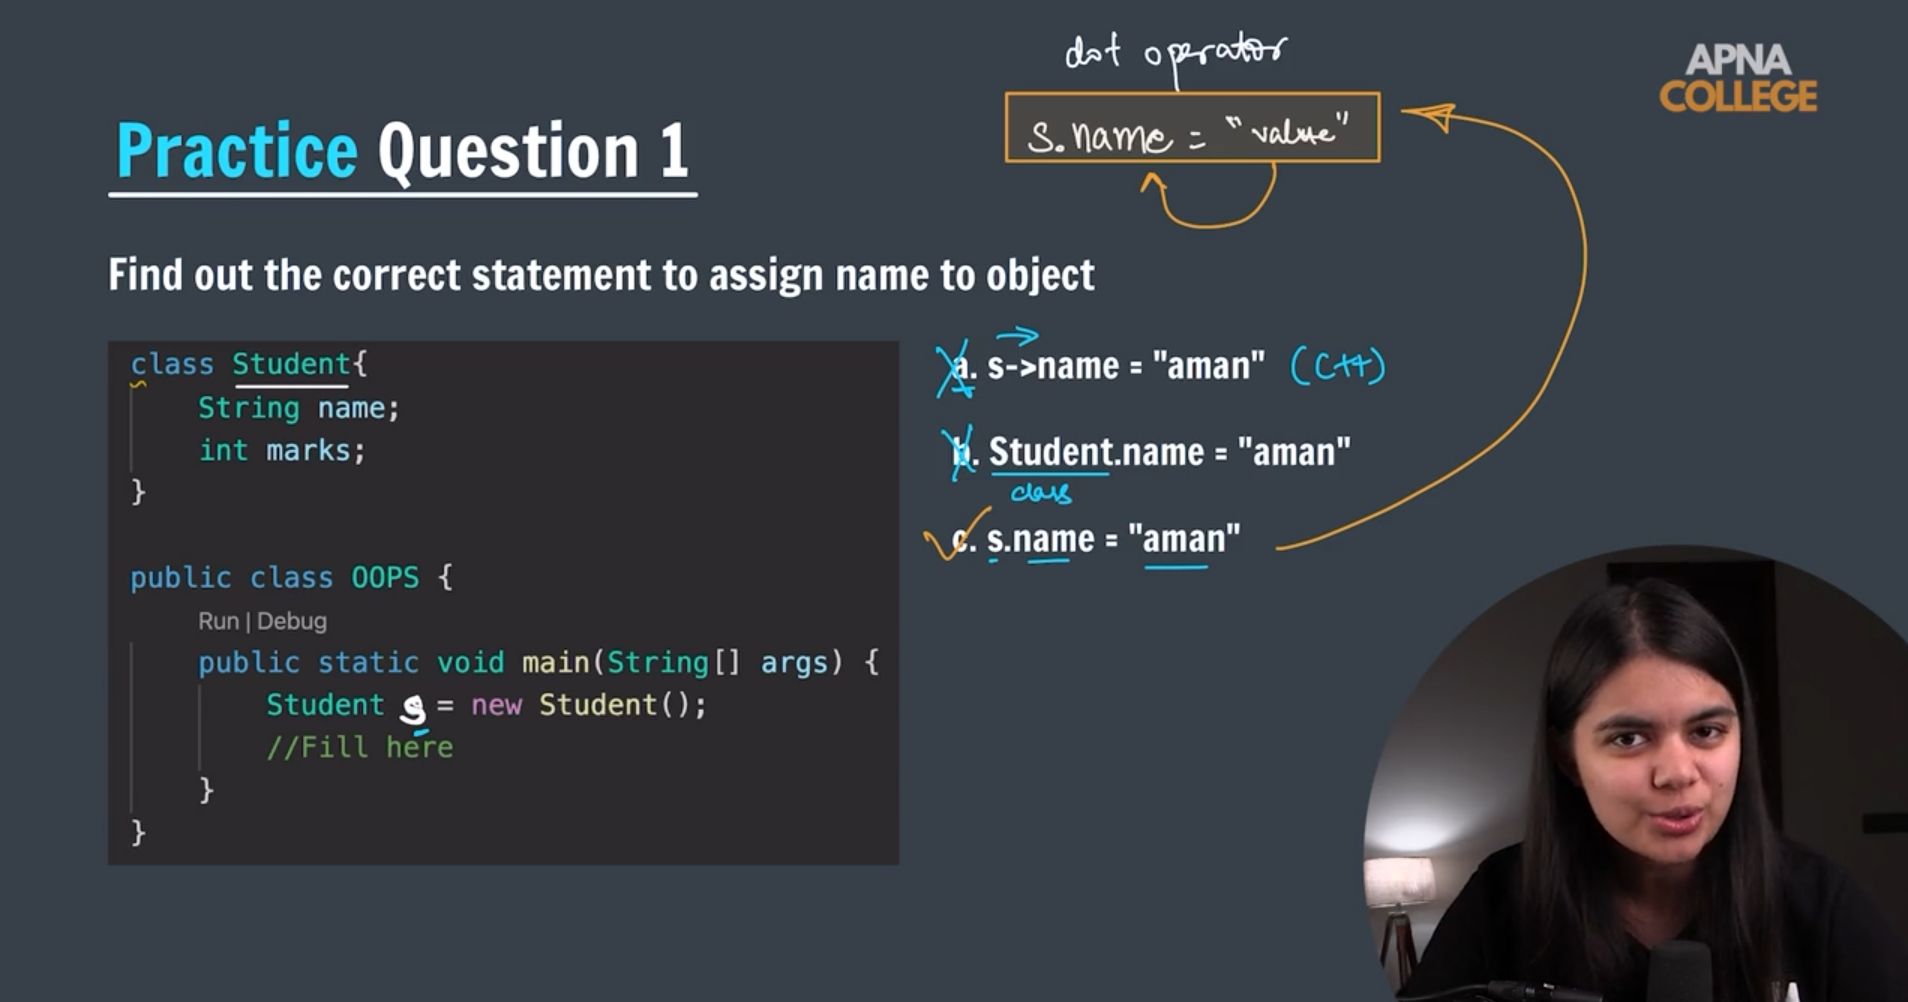 dot operator
s.name = "value"
APNA
COLLEGE
Practice Question 1
Find out the correct statement to assign name to object
class Student{
String name;
int marks;
}
public class OOPS {
Run | Debug
public static void main(String[] args) {
Student s = new Student();
//Fill here
}
}
a. s->name = "aman" (C++)
b. Student.name = "aman"
class
c. s.name = "aman"